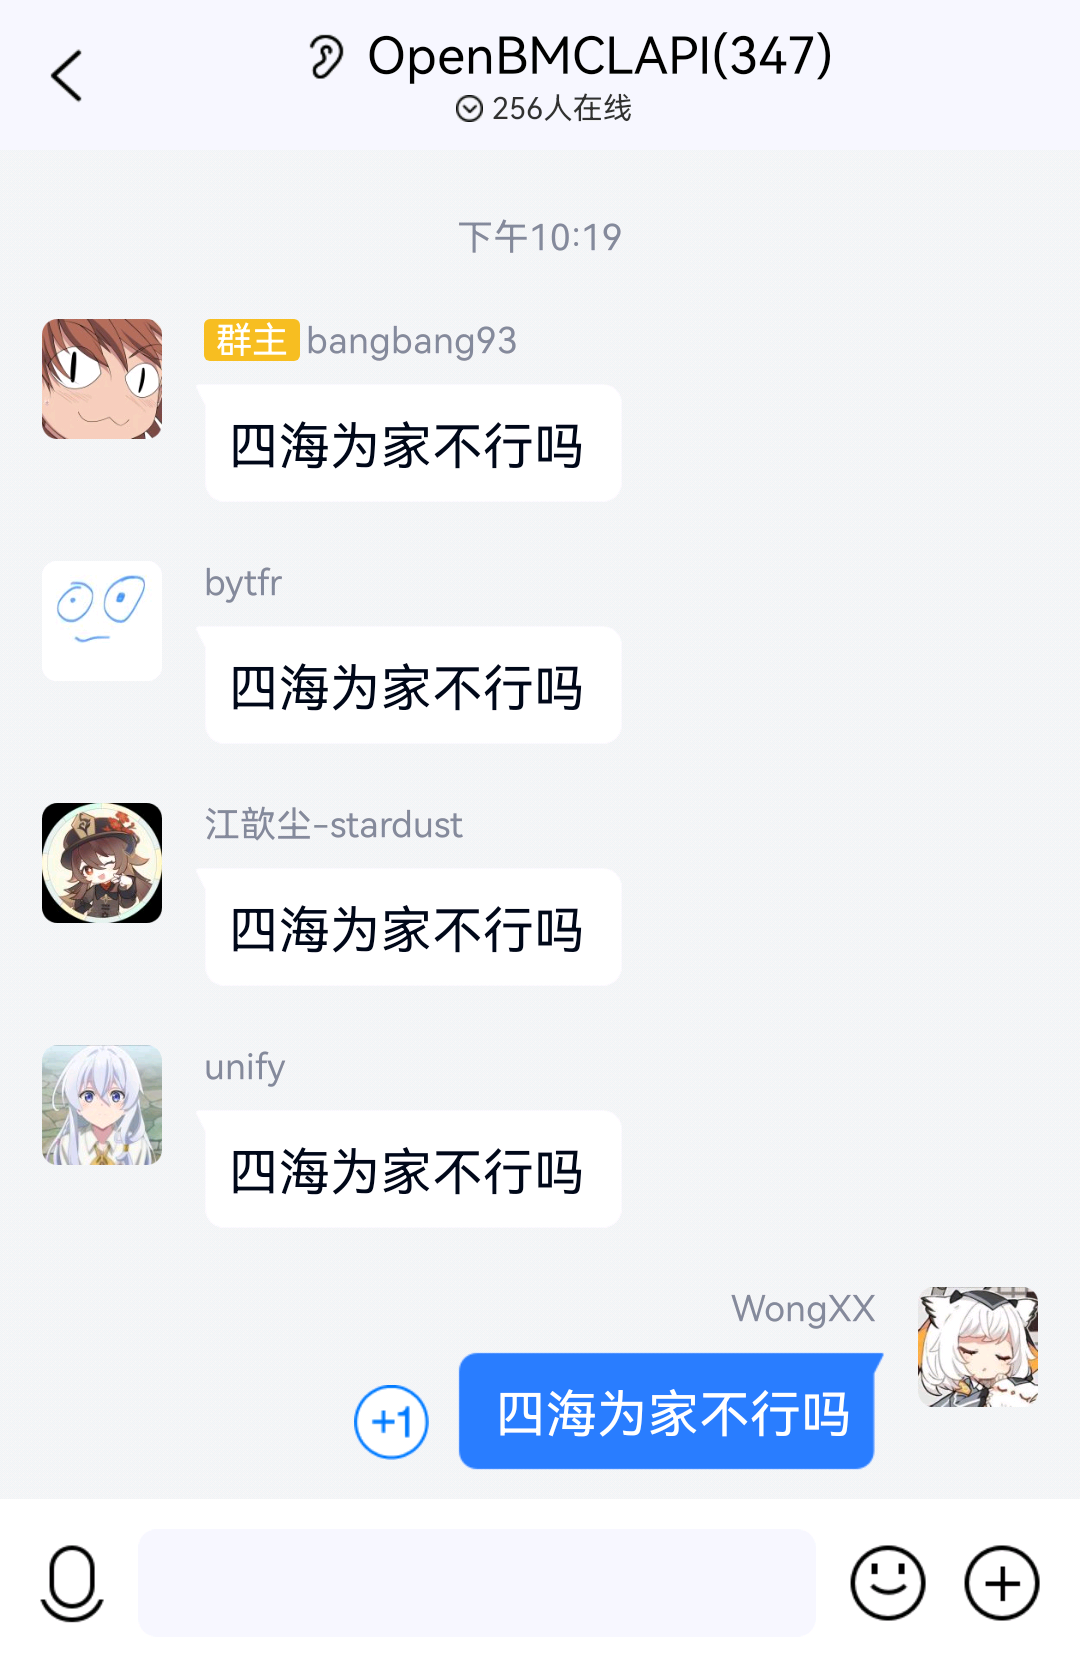 OpenBMCLAPI(347)
256人在线
下午10:19
群主 bangbang93
四海为家不行吗
bytfr
四海为家不行吗
江歆尘-stardust
四海为家不行吗
unify
四海为家不行吗
WongXX
+1 四海为家不行吗